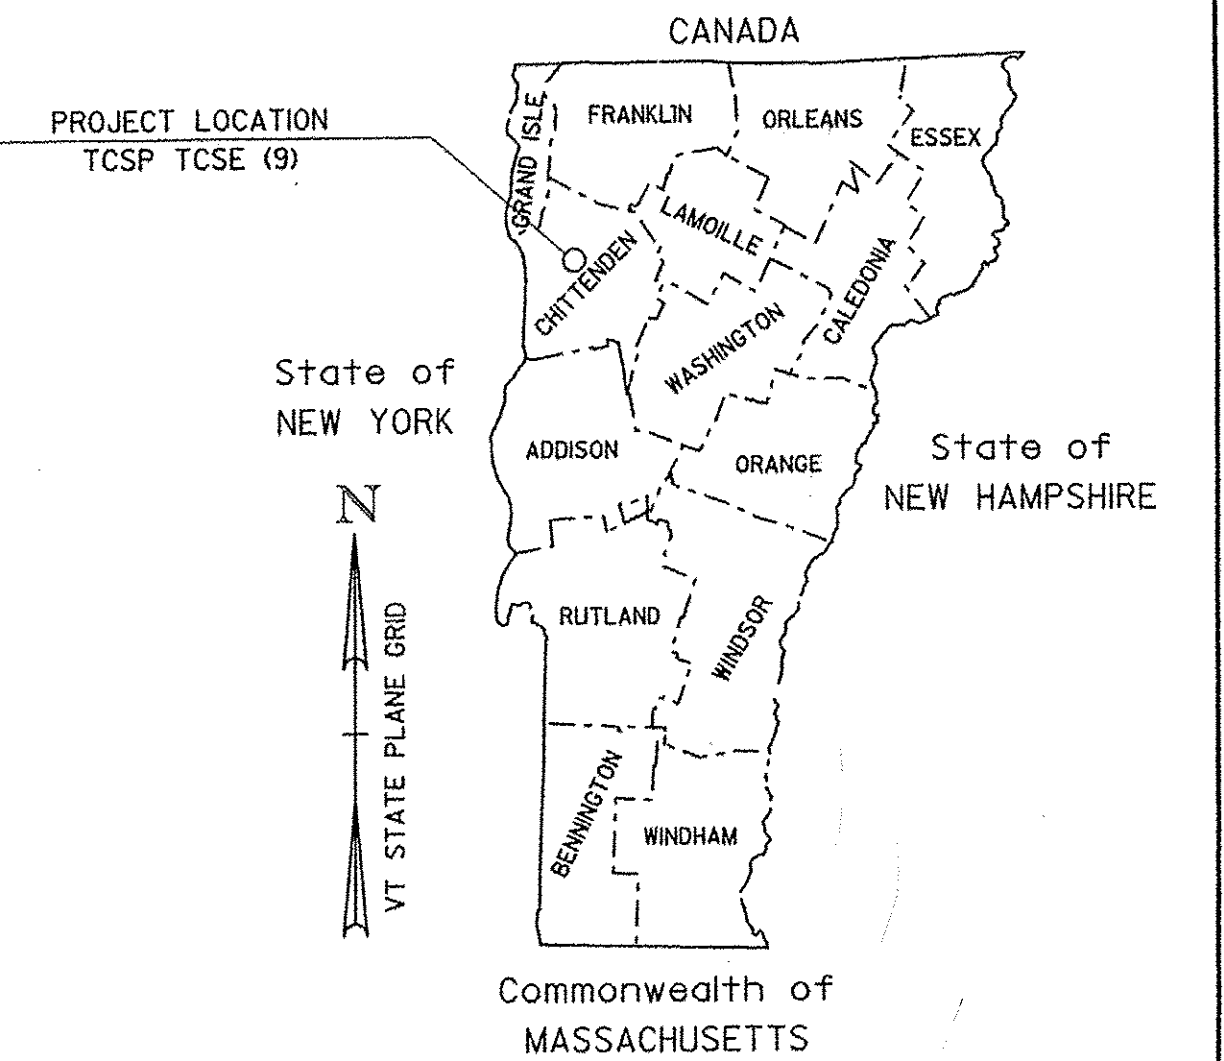 CANADA
PROJECT LOCATION
TCSP TCSE (9)
GRAND ISLE
FRANKLIN
ORLEANS
ESSEX
LAMOILLE
CHITTENDEN
CALEDONIA
WASHINGTON
State of
NEW YORK
ADDISON
ORANGE
State of
NEW HAMPSHIRE
N
VT STATE PLANE GRID
RUTLAND
WINDSOR
BENNINGTON
WINDHAM
Commonwealth of
MASSACHUSETTS